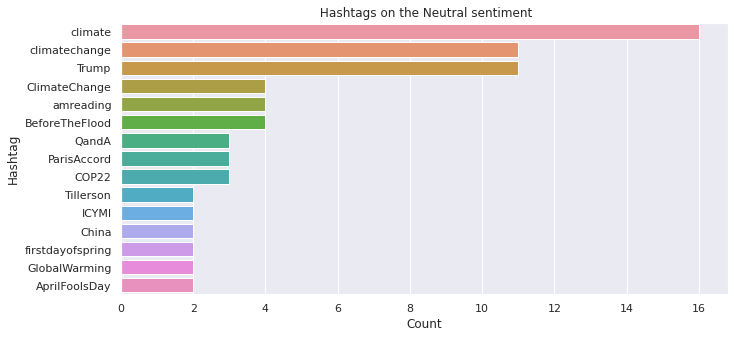 Hashtags on the Neutral sentiment
climate
climatechange
Trump
ClimateChange
amreading
BeforeTheFlood
QandA
ParisAccord
COP22
Tillerson
ICYMI
China
firstdayofspring
GlobalWarming
AprilFoolsDay
Hashtag
0 2 4 6 8 10 12 14 16
Count